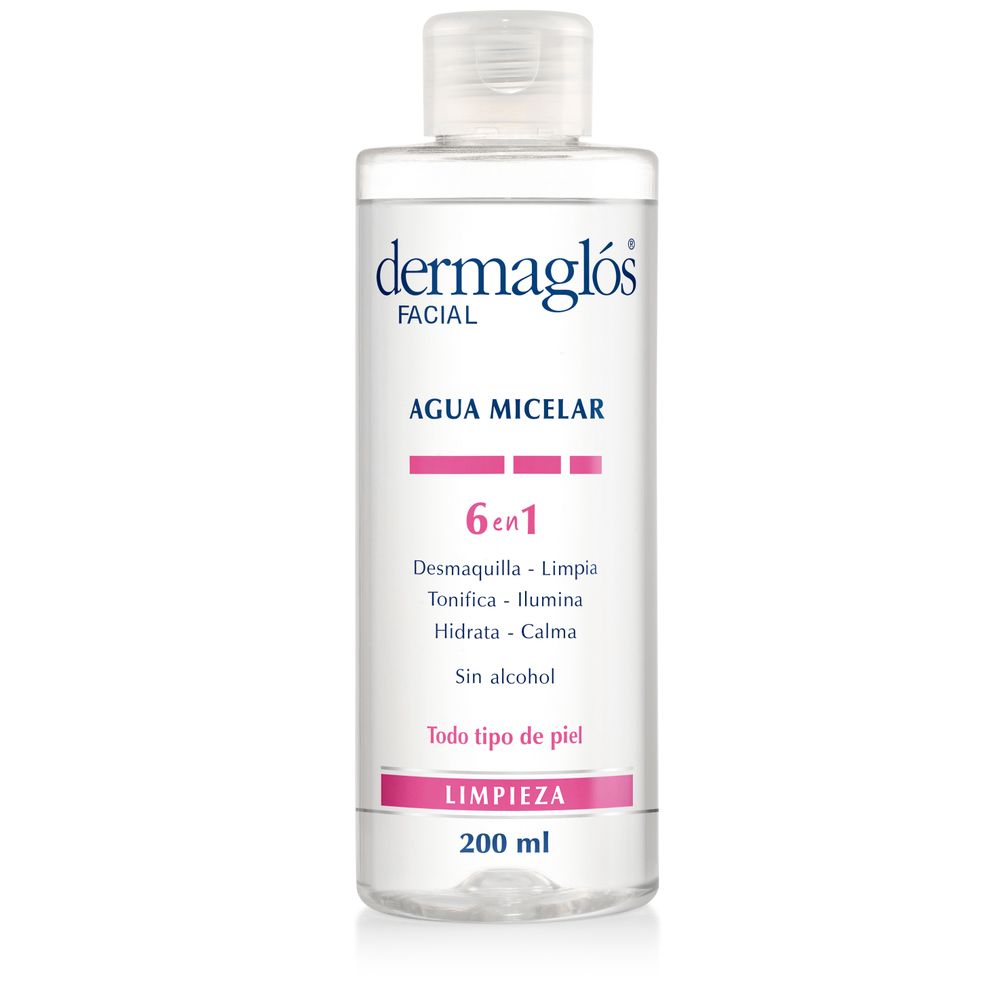 dermaglós®
FACIAL
AGUA MICELAR
6 en 1
Desmaquilla - Limpia
Tonifica - Ilumina
Hidrata - Calma
Sin alcohol
Todo tipo de piel
LIMPIEZA
200 ml